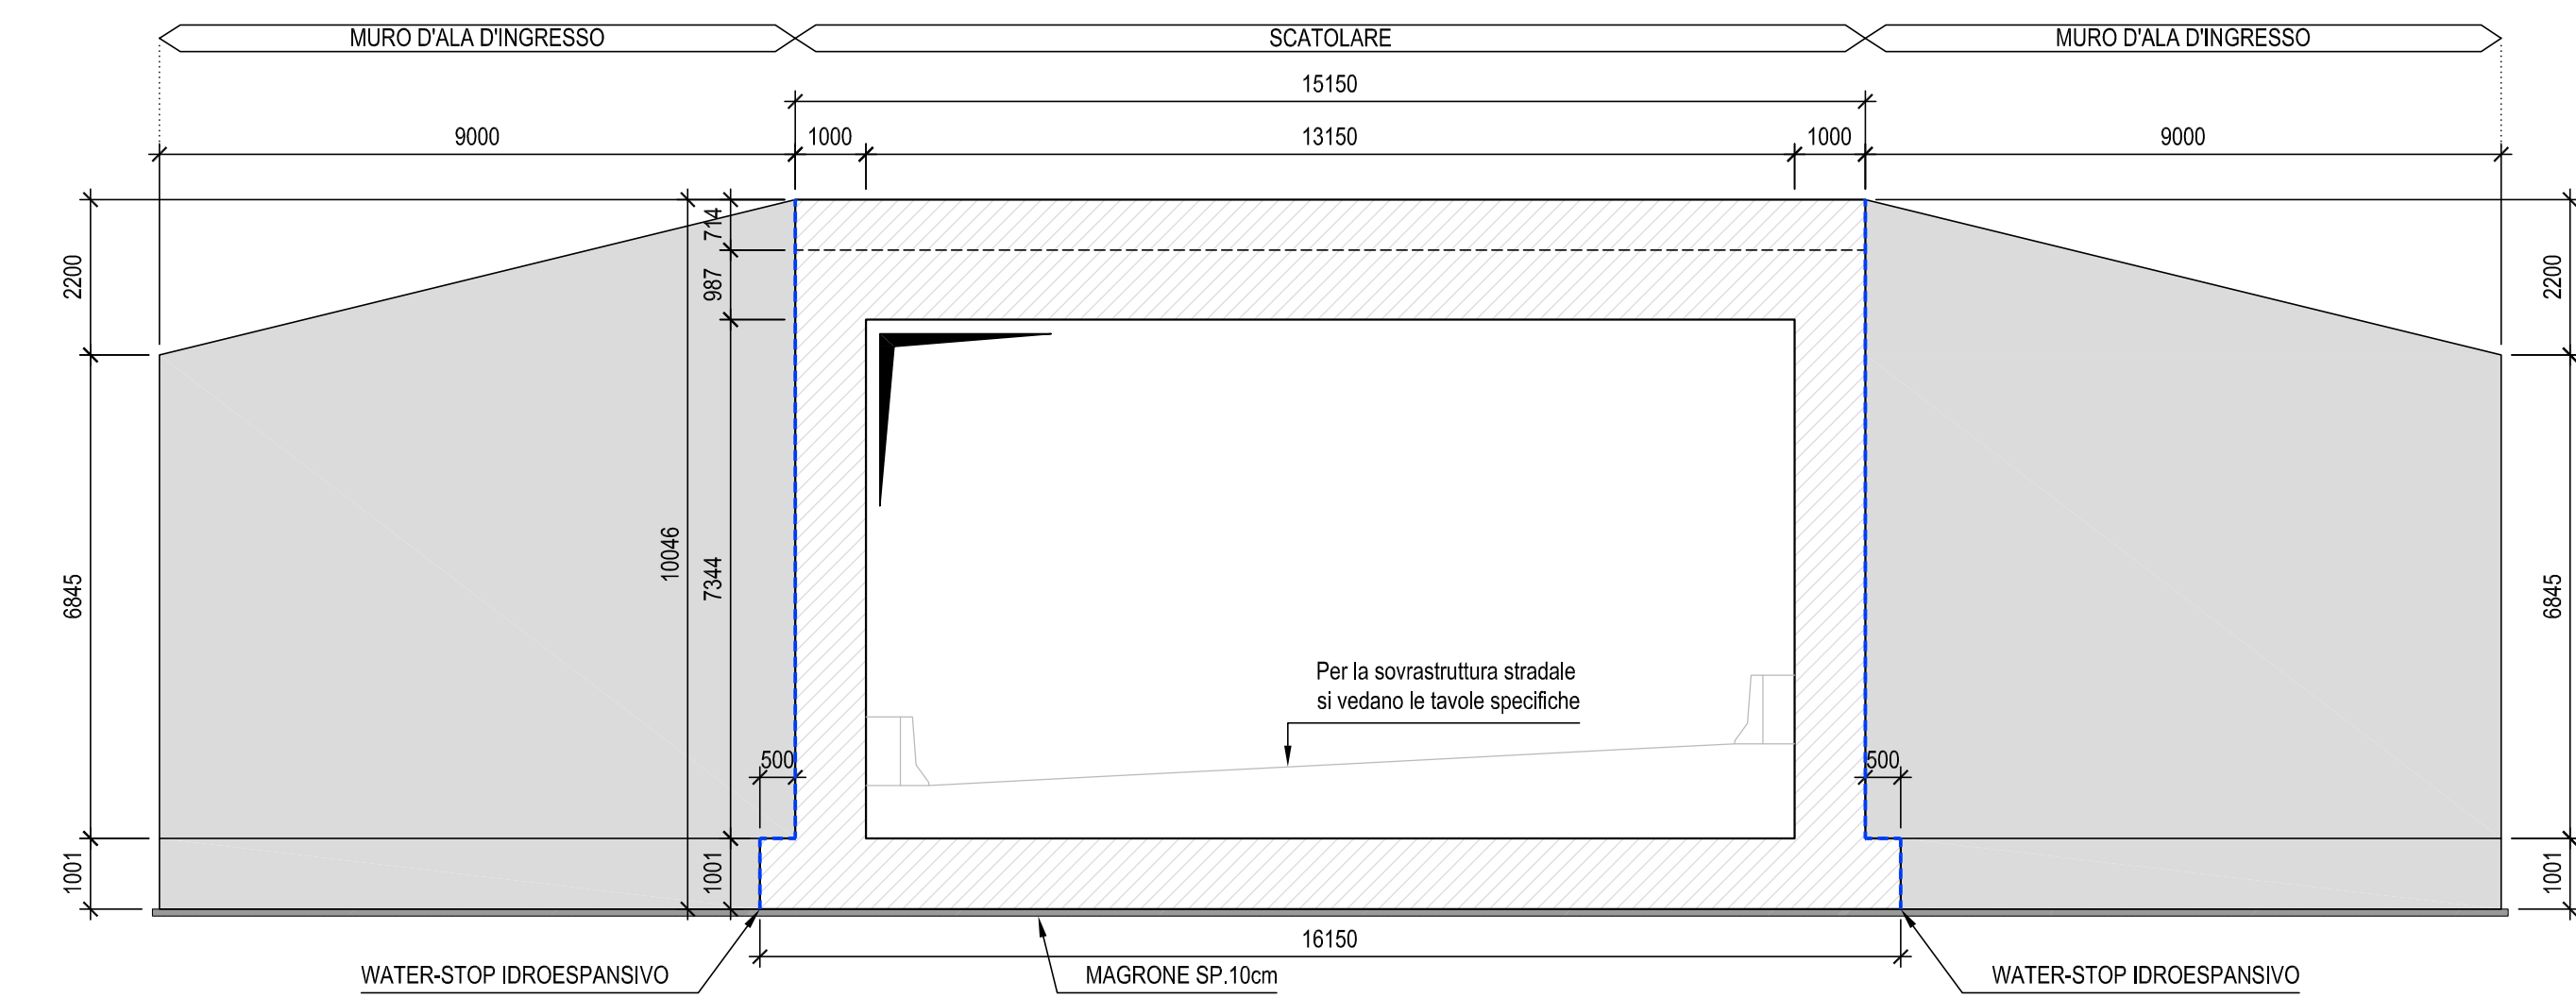 MURO D'ALA D'INGRESSO
SCATOLARE
MURO D'ALA D'INGRESSO
15150
9000
1000
13150
1000
9000
2200
714
987
2200
6845
10046
7344
6845
Per la sovrastruttura stradale
si vedano le tavole specifiche
500
500
1001
1001
1001
16150
WATER-STOP IDROESPANSIVO
MAGRONE SP.10cm
WATER-STOP IDROESPANSIVO